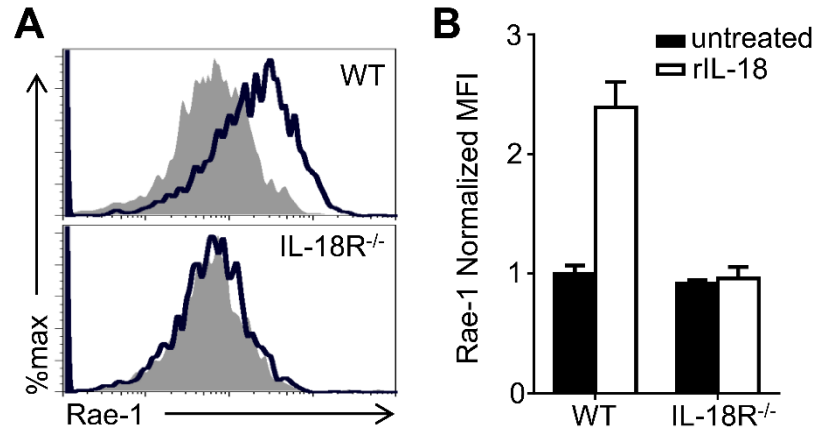 A
WT
IL-18R-/-
%max
Rae-1
B
untreated
rIL-18
Rae-1 Normalized MFI
3
2
1
0
WT
IL-18R-/-